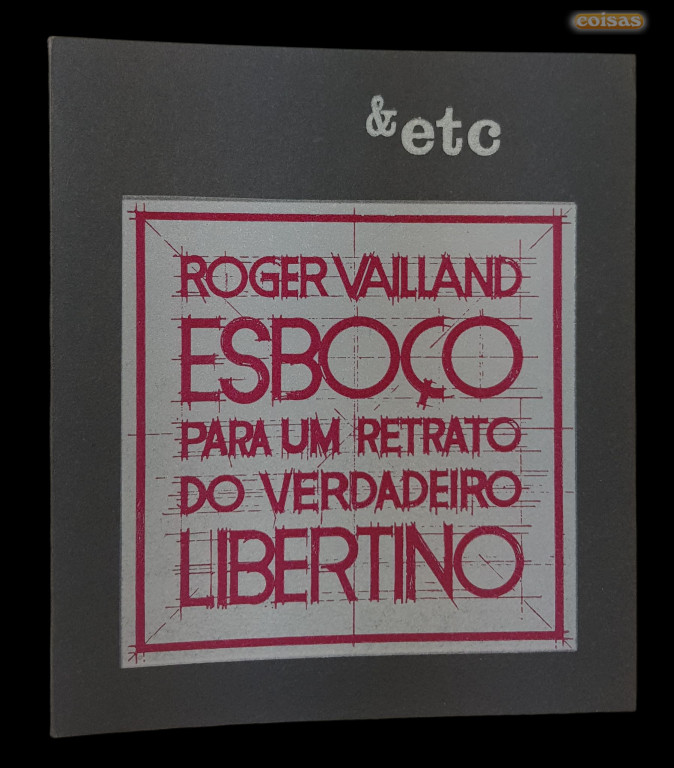 coisas
& etc
ROGER VAILLAND
ESBOÇO
PARA UM RETRATO
DO VERDADEIRO
LIBERTINO